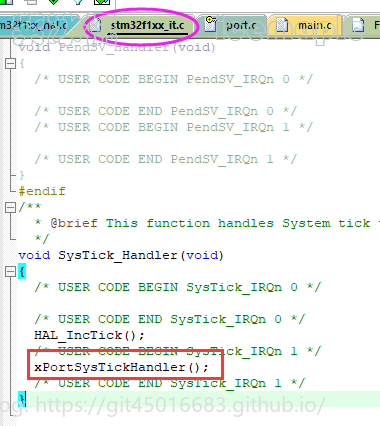 stm32f1xx_it.c port.c main.c
void PendSV_Handler(void)
{
/* USER CODE BEGIN PendSV_IRQn 0 */
/* USER CODE END PendSV_IRQn 0 */
/* USER CODE BEGIN PendSV_IRQn 1 */
/* USER CODE END PendSV_IRQn 1 */
}
#endif
/**
* @brief This function handles System tick
*/
void SysTick_Handler(void)
{
/* USER CODE BEGIN SysTick_IRQn 0 */
/* USER CODE END SysTick_IRQn 0 */
HAL_IncTick();
/* USER CODE BEGIN SysTick_IRQn 1 */
xPortSysTickHandler();
/* USER CODE END SysTick_IRQn 1 */
}
https://git45016683.github.io/